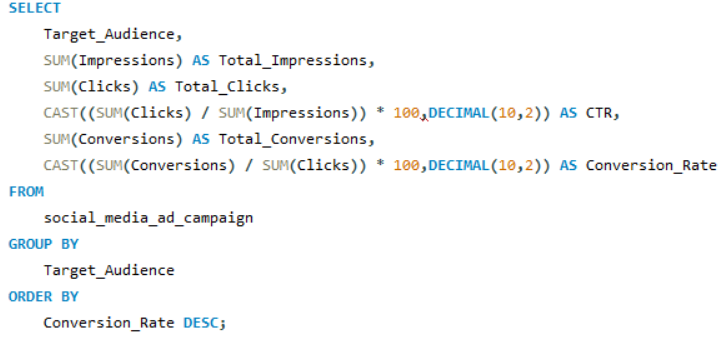 SELECT
Target_Audience,
SUM(Impressions) AS Total_Impressions,
SUM(Clicks) AS Total_Clicks,
CAST((SUM(Clicks) / SUM(Impressions)) * 100,DECIMAL(10,2)) AS CTR,
SUM(Conversions) AS Total_Conversions,
CAST((SUM(Conversions) / SUM(Clicks)) * 100,DECIMAL(10,2)) AS Conversion_Rate
FROM
social_media_ad_campaign
GROUP BY
Target_Audience
ORDER BY
Conversion_Rate DESC;